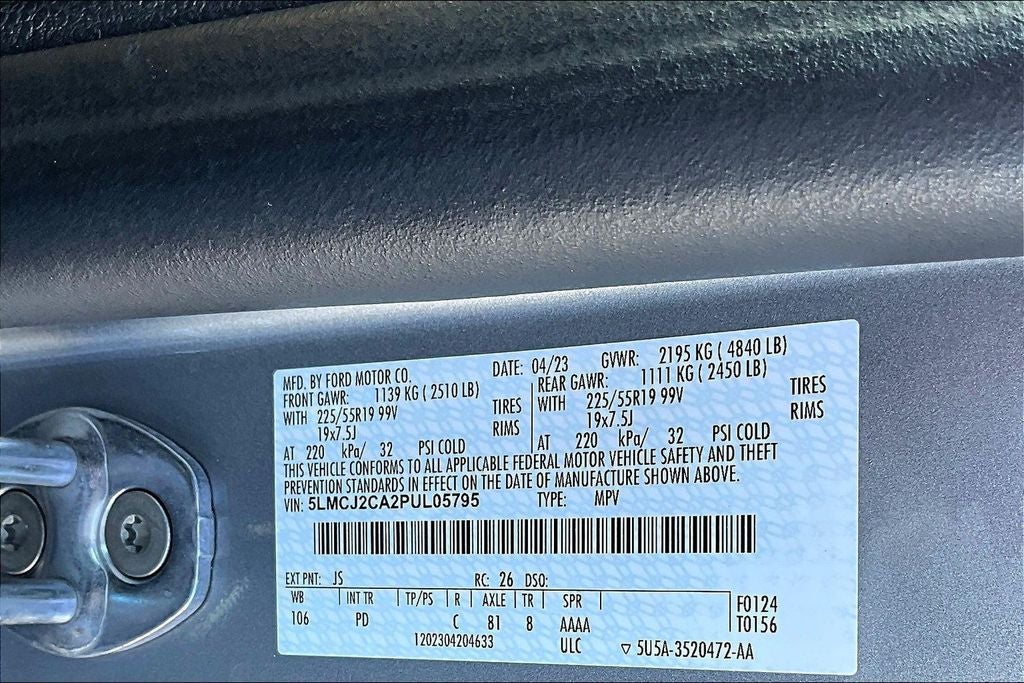 MFD. BY FORD MOTOR CO. DATE: 04/23 GVWR: 2195 KG ( 4840 LB)
FRONT GAWR: 1139 KG ( 2510 LB) REAR GAWR: 1111 KG ( 2450 LB)
WITH 225/55R19 99V TIRES WITH 225/55R19 99V TIRES
19x7.5J RIMS 19x7.5J RIMS
AT 220 kPa/ 32 PSI COLD AT 220 kPa/ 32 PSI COLD
THIS VEHICLE CONFORMS TO ALL APPLICABLE FEDERAL MOTOR VEHICLE SAFETY AND THEFT
PREVENTION STANDARDS IN EFFECT ON THE DATE OF MANUFACTURE SHOWN ABOVE.
VIN: 5LMCJ2CA2PUL05795 TYPE: MPV
EXT PNT: JS RC: 26 DSO:
WB INT TR TP/PS R AXLE TR SPR F0124
106 PD C 81 8 AAAA T0156
1202304204633 ULC ▽ 5U5A-3520472-AA